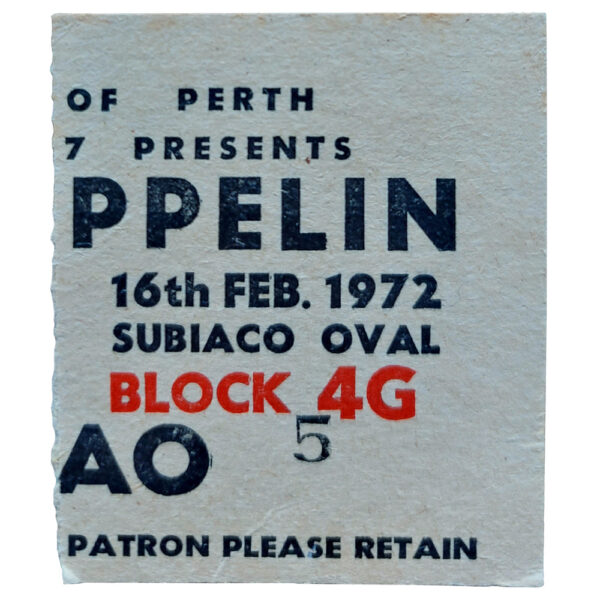 OF PERTH
7 PRESENTS
PPELIN
16th FEB. 1972
SUBIACO OVAL
BLOCK 4G
AO 5
PATRON PLEASE RETAIN